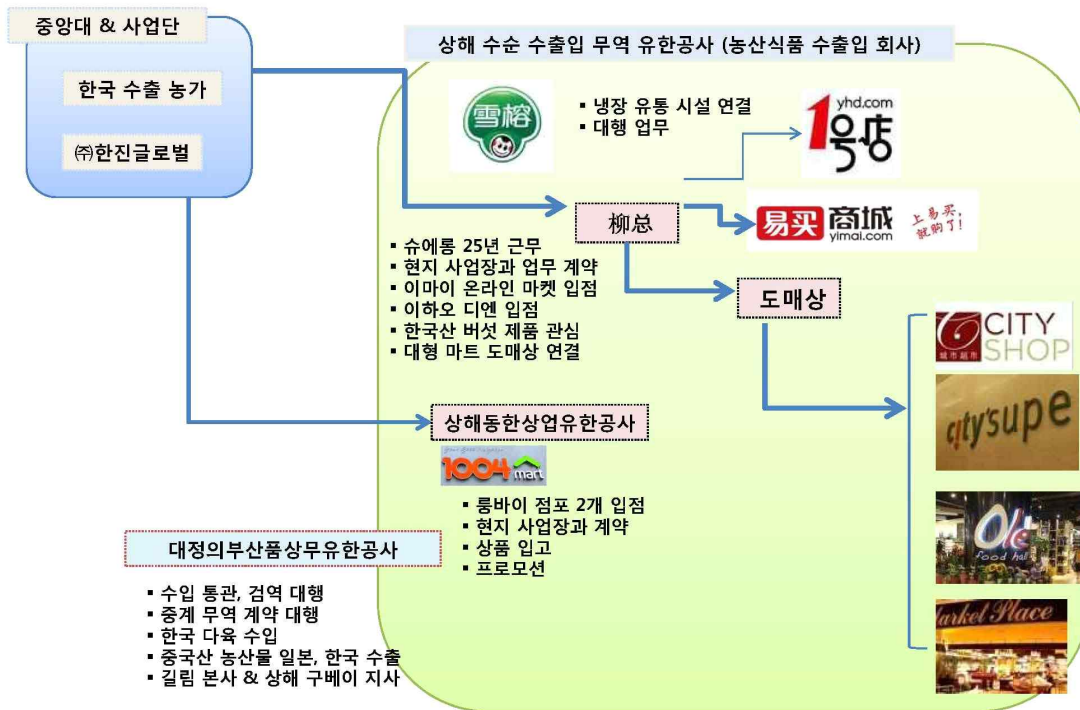 중앙대 & 사업단
한국 수출 농가
㈜한진글로벌
상해 수순 수출입 무역 유한공사 (농산식품 수출입 회사)
雪榕
▪ 냉장 유통 시설 연결
▪ 대행 업무
yhd.com
1号店
柳总
易买 商城
yimai.com
上易买,
就购了!
▪ 슈에롱 25년 근무
▪ 현지 사업장과 업무 계약
▪ 이마이 온라인 마켓 입점
▪ 이하오 디엔 입점
▪ 한국산 버섯 제품 관심
▪ 대형 마트 도매상 연결
도매상
CITY
SHOP
城市超市
city'supe
Olé
food hall
Market Place
상해동한상업유한공사
1004 mart
▪ 룽바이 점포 2개 입점
▪ 현지 사업장과 계약
▪ 상품 입고
▪ 프로모션
대정의부산품상무유한공사
▪ 수입 통관, 검역 대행
▪ 중계 무역 계약 대행
▪ 한국 다육 수입
▪ 중국산 농산물 일본, 한국 수출
▪ 길림 본사 & 상해 구베이 지사